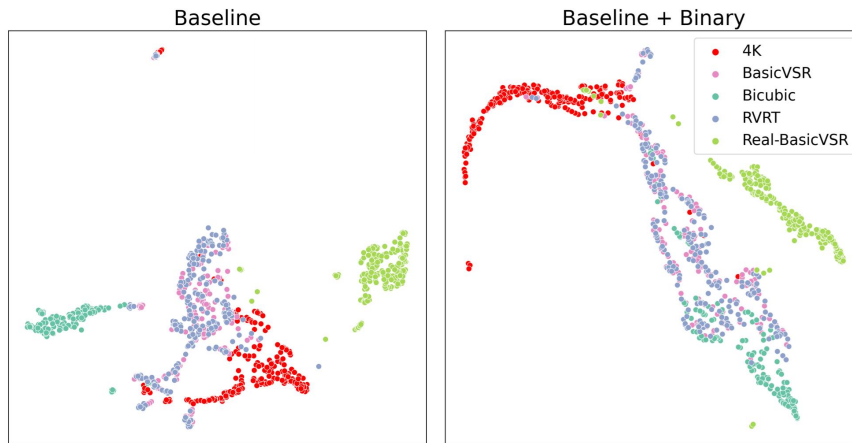 Baseline
Baseline + Binary
4K
BasicVSR
Bicubic
RVRT
Real-BasicVSR